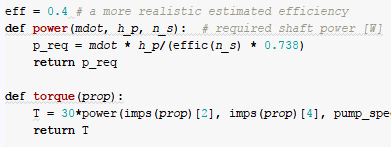 eff = 0.4 # a more realistic estimated efficiency
def power(mdot, h_p, n_s):  # required shaft power [W]
    p_req = mdot * h_p/(effic(n_s) * 0.738)
    return p_req
def torque(prop):
    T = 30*power(imps(prop)[2], imps(prop)[4], pump_spe
    return T